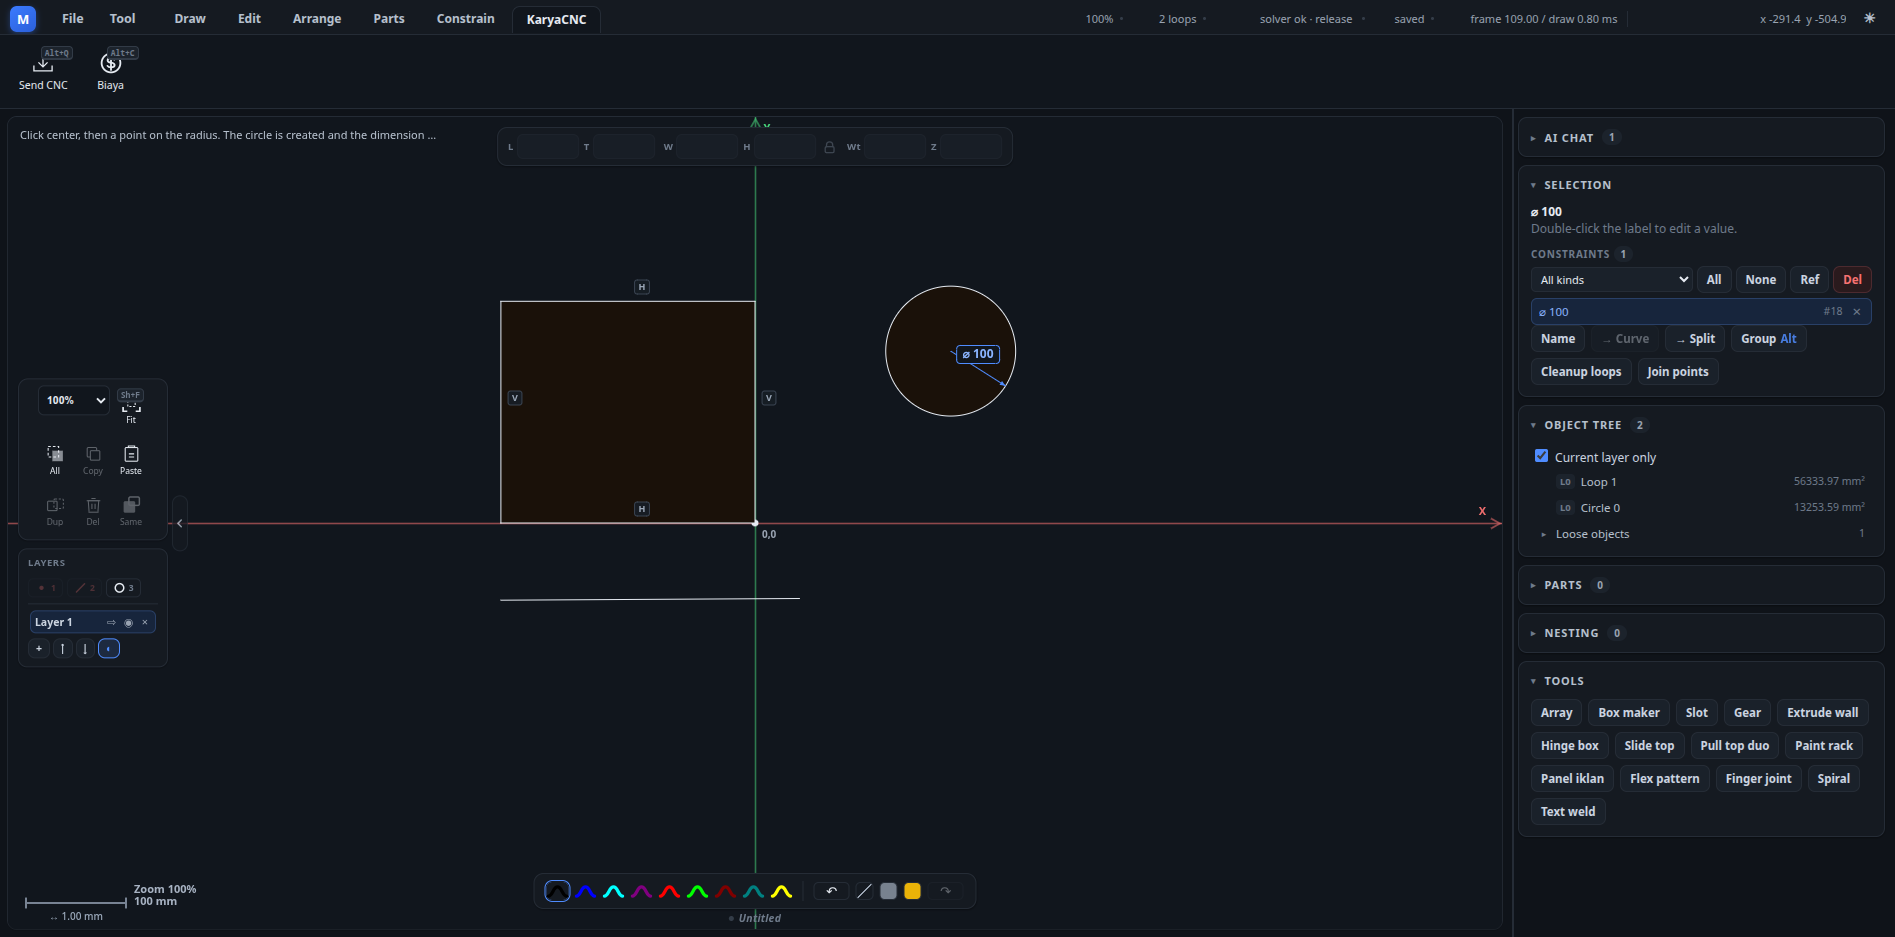 M File Tool Draw Edit Arrange Parts Constrain KaryaCNC 100% 2 loops solver ok · release saved frame 109.00 / draw 0.80 ms x -291.4 y -504.9
Alt+Q Alt+C
Send CNC Biaya
Click center, then a point on the radius. The circle is created and the dimension ...
L T W H Wt Z
Y
H
V V
H
⌀ 100
X
0,0
100% Sh+F
Fit
All Copy Paste
Dup Del Same
LAYERS
1 2 3
Layer 1
Zoom 100%
100 mm
↔ 1.00 mm
Untitled
AI CHAT 1
SELECTION
⌀ 100
Double-click the label to edit a value.
CONSTRAINTS 1
All kinds All None Ref Del
⌀ 100 #18 ×
Name → Curve → Split Group Alt
Cleanup loops Join points
OBJECT TREE 2
Current layer only
L0 Loop 1 56333.97 mm²
L0 Circle 0 13253.59 mm²
Loose objects 1
PARTS 0
NESTING 0
TOOLS
Array Box maker Slot Gear Extrude wall
Hinge box Slide top Pull top duo Paint rack
Panel iklan Flex pattern Finger joint Spiral
Text weld